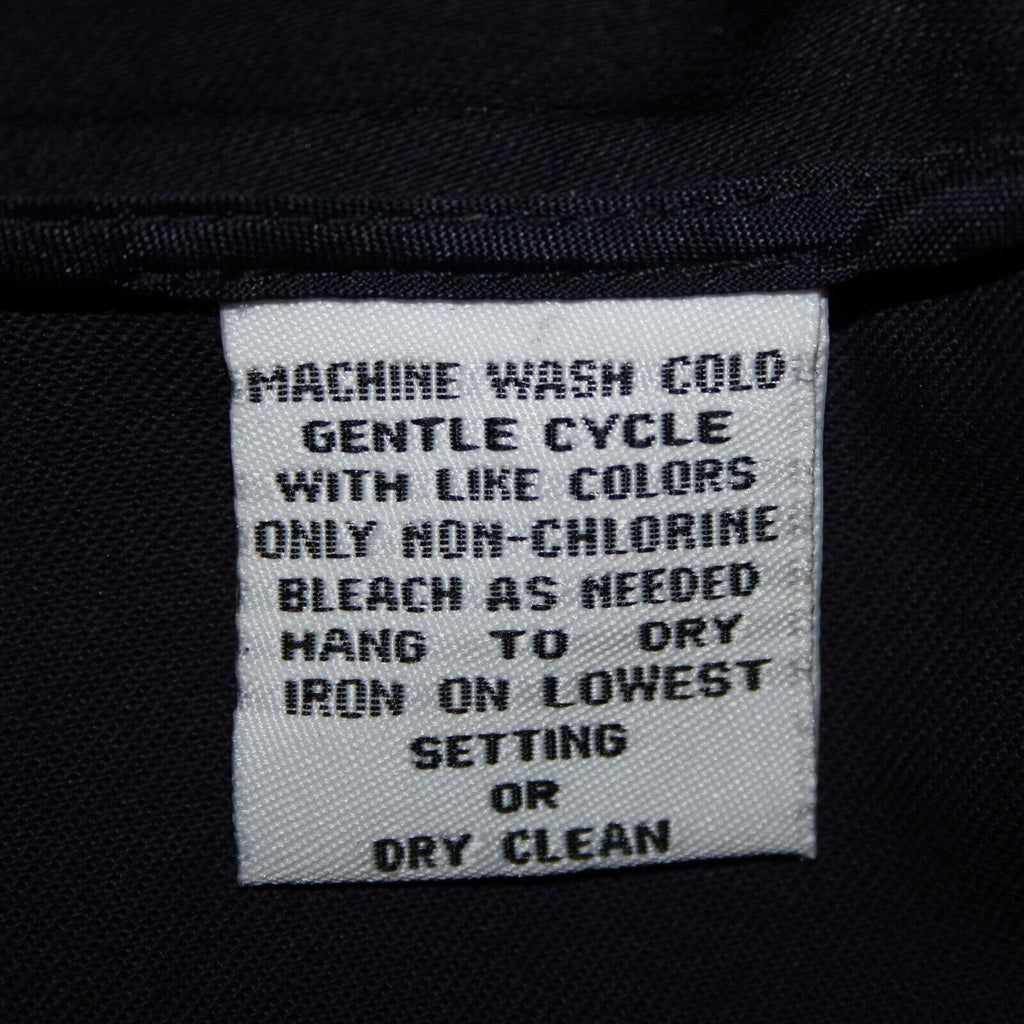 MACHINE WASH COLD
GENTLE CYCLE
WITH LIKE COLORS
ONLY NON-CHLORINE
BLEACH AS NEEDED
HANG TO DRY
IRON ON LOWEST
SETTING
OR
DRY CLEAN